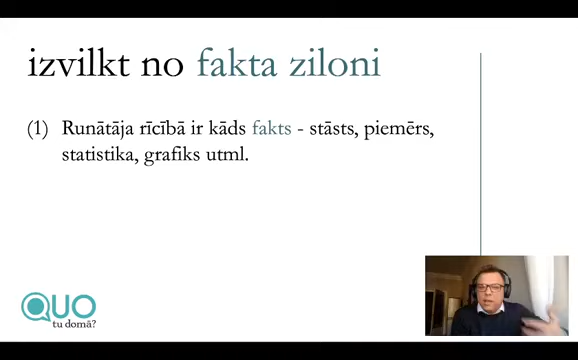 izvilkt no fakta ziloni
(1) Runātāja rīcībā ir kāds fakts - stāsts, piemērs,
statistika, grafiks utml.
QUO
tu domā?